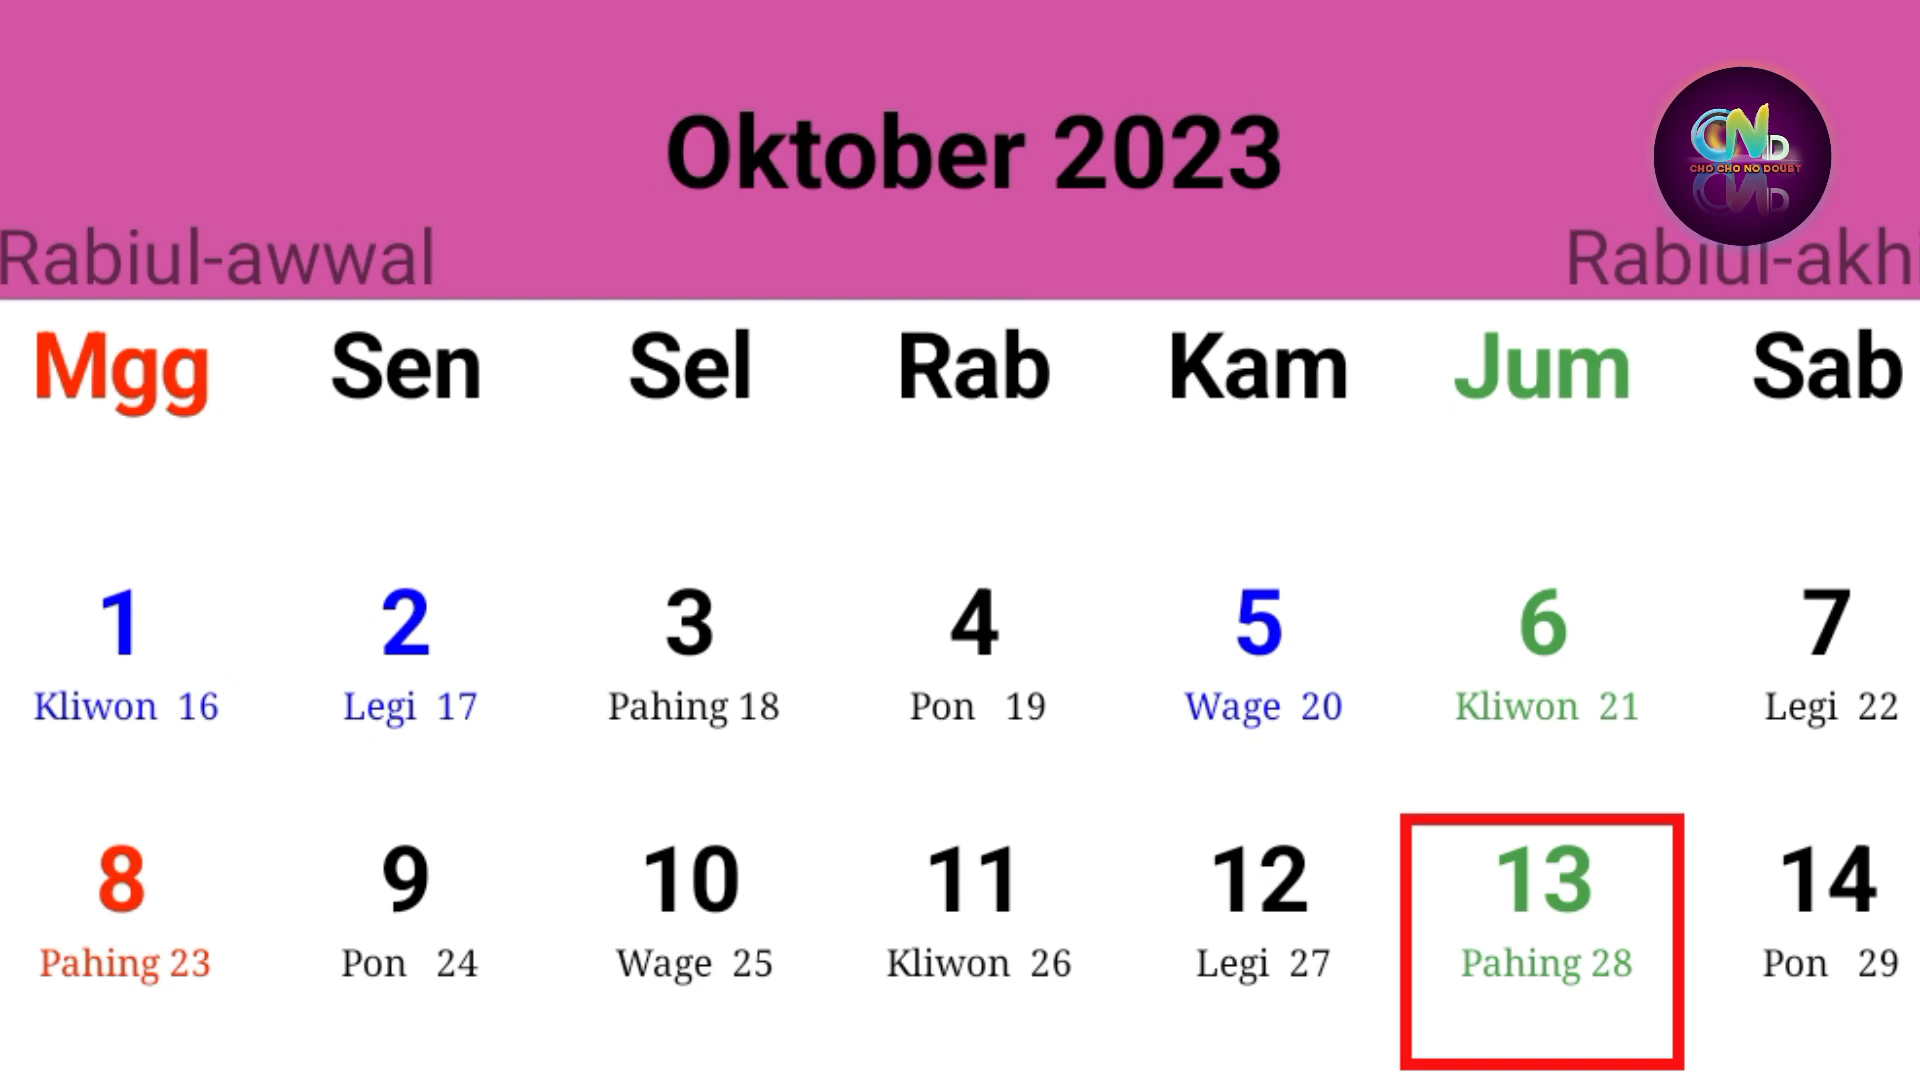 Oktober 2023
CND
CHO CHO NO DOUBT
Rabiul-awwal Rabiul-akhi
Mgg Sen Sel Rab Kam Jum Sab
1 2 3 4 5 6 7
Kliwon 16 Legi 17 Pahing 18 Pon 19 Wage 20 Kliwon 21 Legi 22
8 9 10 11 12 13 14
Pahing 23 Pon 24 Wage 25 Kliwon 26 Legi 27 Pahing 28 Pon 29